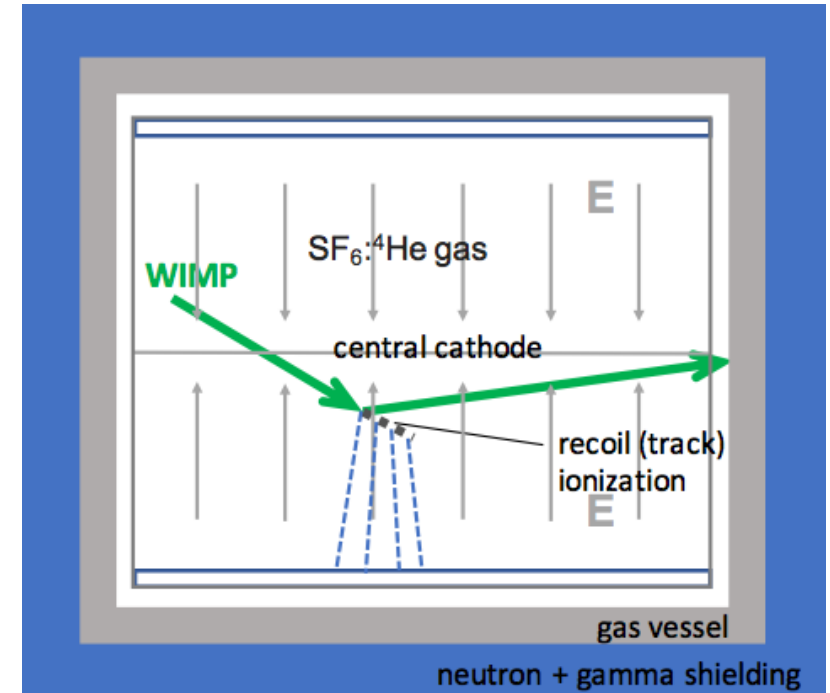 E
SF₆:⁴He gas
WIMP
central cathode
recoil (track)
ionization
E
gas vessel
neutron + gamma shielding